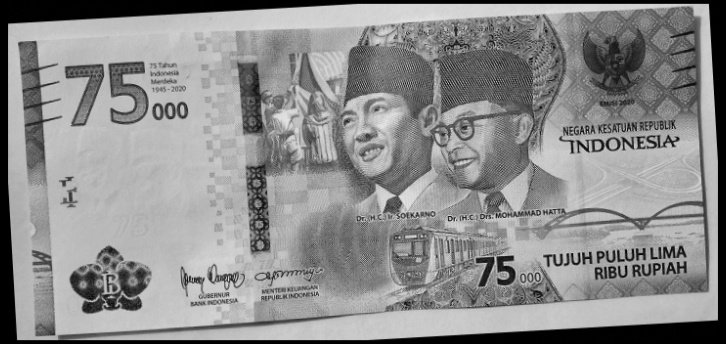 75 000
75 Tahun
Indonesia
Merdeka
1945 - 2020
EMISI 2020
NEGARA KESATUAN REPUBLIK
INDONESIA
Dr. (H.C.) Ir. SOEKARNO
Dr. (H.C.) Drs. MOHAMMAD HATTA
TUJUH PULUH LIMA
RIBU RUPIAH
75 000
GUBERNUR
BANK INDONESIA
MENTERI KEUANGAN
REPUBLIK INDONESIA